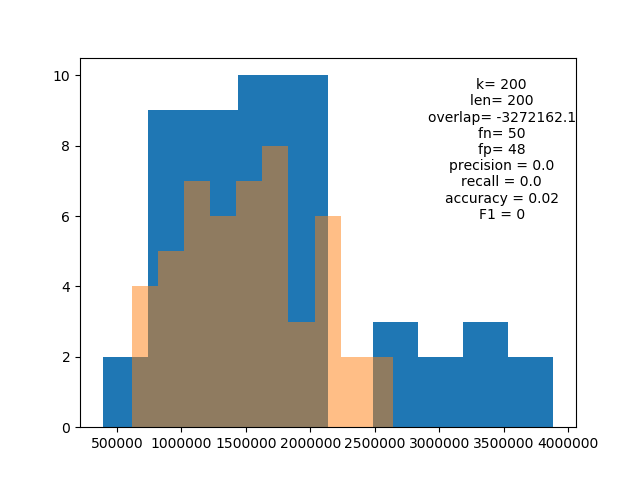 10
8
6
4
2
0
k= 200
len= 200
overlap= -3272162.1
fn= 50
fp= 48
precision = 0.0
recall = 0.0
accuracy = 0.02
F1 = 0
500000 1000000 1500000 2000000 2500000 3000000 3500000 4000000